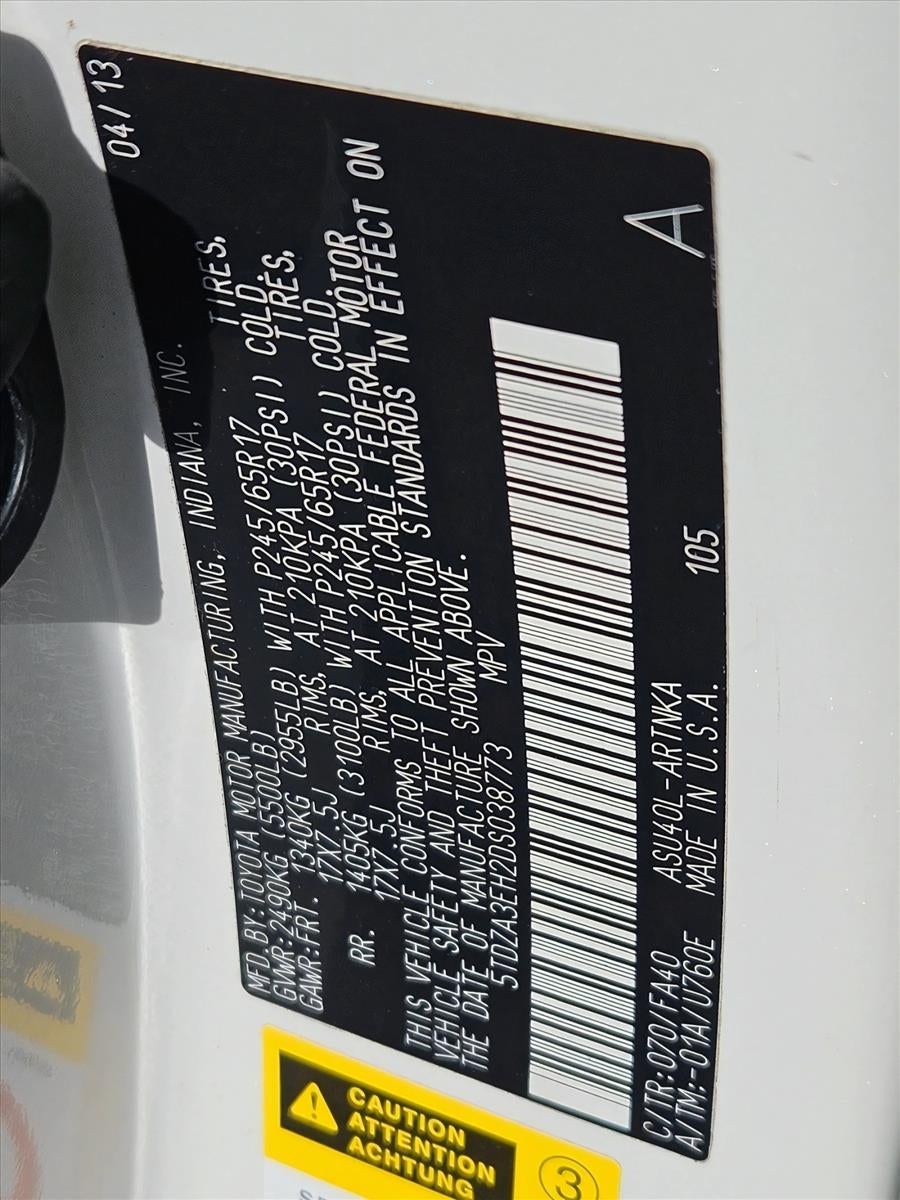 MFD. BY: TOYOTA MOTOR MANUFACTURING, INDIANA, INC. 04/13
GVWR: 2490KG (5500LB)
GAWR: FRT. 1340KG (2955LB) WITH P245/65R17 TIRES,
17X7.5J RIMS, AT 210KPA (30PSI) COLD.
RR. 1405KG (3100LB) WITH P245/65R17 TIRES,
17X7.5J RIMS, AT 210KPA (30PSI) COLD.
THIS VEHICLE CONFORMS TO ALL APPLICABLE FEDERAL MOTOR
VEHICLE SAFETY AND THEFT PREVENTION STANDARDS IN EFFECT ON
THE DATE OF MANUFACTURE SHOWN ABOVE.
5TDZA3EH2DS038773 MPV
C/TR: 070/FA40 ASU40L-ARTNKA 105
A/TM: -01A/U760E MADE IN U.S.A. A
CAUTION
ATTENTION
ACHTUNG
3